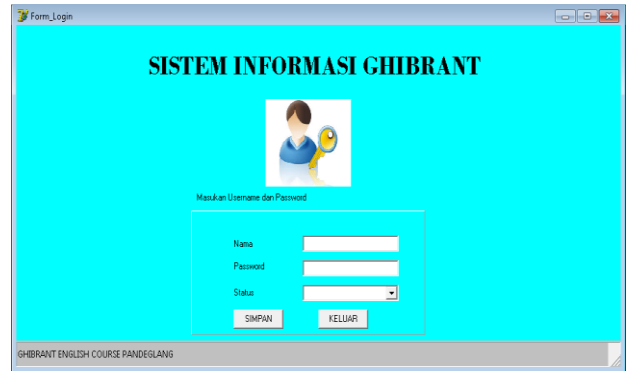 Form_Login
SISTEM INFORMASI GHIBRANT
Masukan Username dan Password
Nama
Password
Status
SIMPAN KELUAR
GHIBRANT ENGLISH COURSE PANDEGLANG